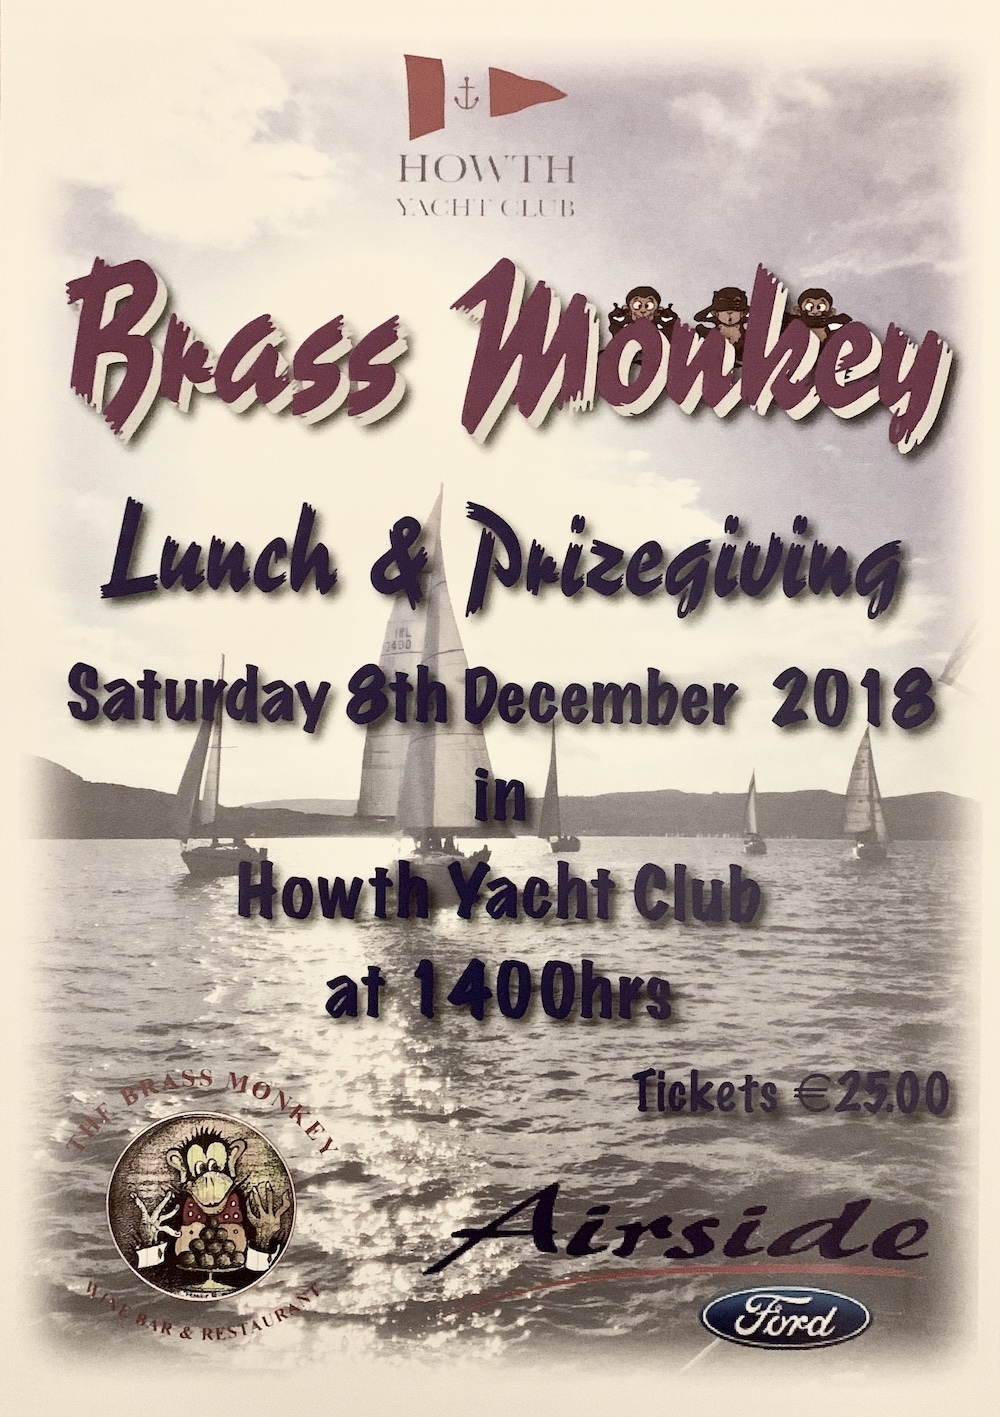 HOWTH
YACHT CLUB
Brass Monkey
Lunch & Prizegiving
IRL
Saturday 8th December 2018
in
Howth Yacht Club
at 1400hrs
Tickets €25.00
THE BRASS MONKEY
WINE BAR & RESTAURANT
Airside
Ford